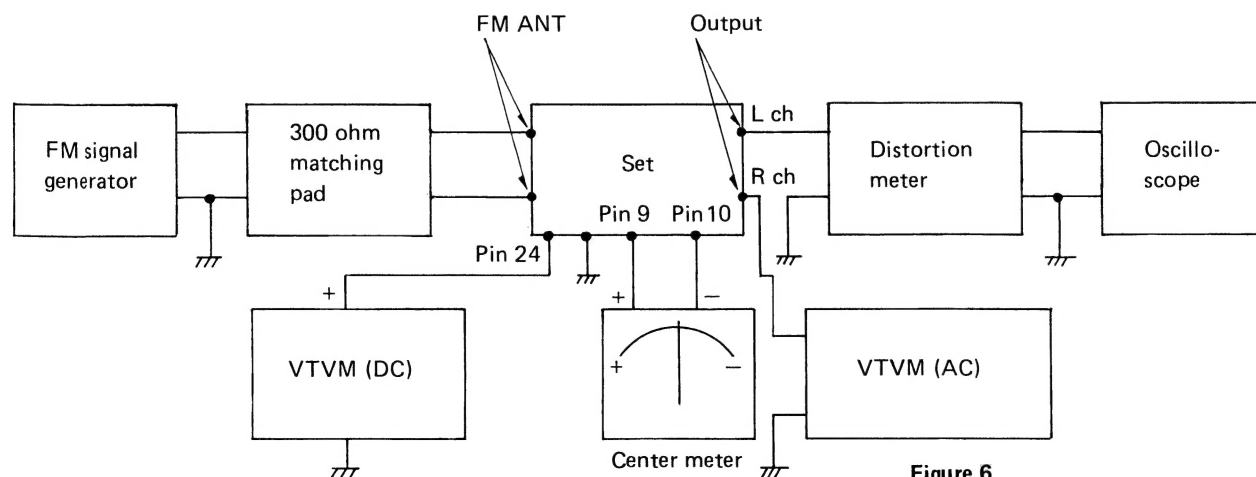 FM ANT
Output
FM signal
generator
300 ohm
matching
pad
Set
L ch
R ch
Distortion
meter
Oscillo-
scope
Pin 9
Pin 10
Pin 24
+
+
−
VTVM (DC)
+
−
VTVM (AC)
Center meter
Figure 6